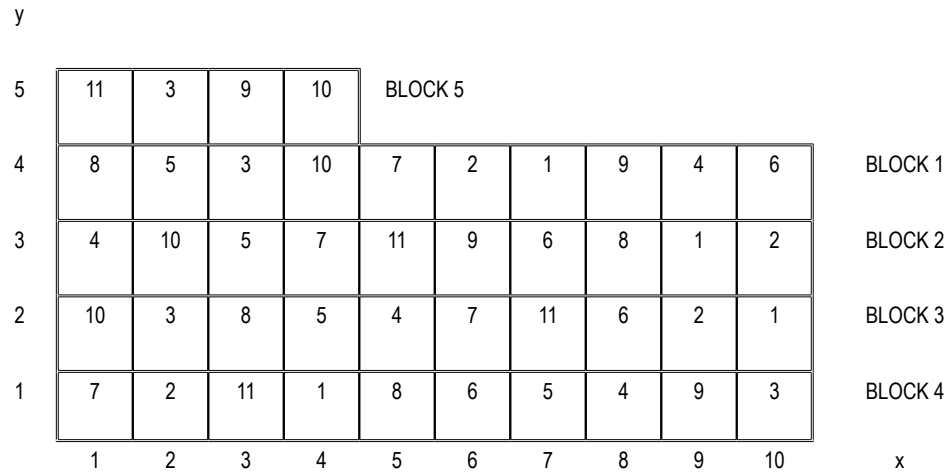 y
5 11 3 9 10 BLOCK 5
4 8 5 3 10 7 2 1 9 4 6 BLOCK 1
3 4 10 5 7 11 9 6 8 1 2 BLOCK 2
2 10 3 8 5 4 7 11 6 2 1 BLOCK 3
1 7 2 11 1 8 6 5 4 9 3 BLOCK 4
1 2 3 4 5 6 7 8 9 10 x